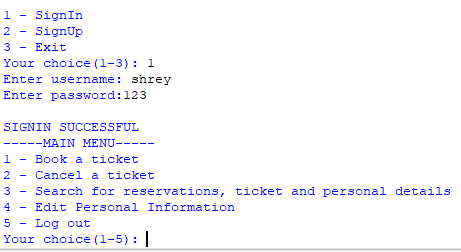 1 - SignIn
2 - SignUp
3 - Exit
Your choice(1-3): 1
Enter username: shrey
Enter password:123
SIGNIN SUCCESSFUL
-----MAIN MENU-----
1 - Book a ticket
2 - Cancel a ticket
3 - Search for reservations, ticket and personal details
4 - Edit Personal Information
5 - Log out
Your choice(1-5):